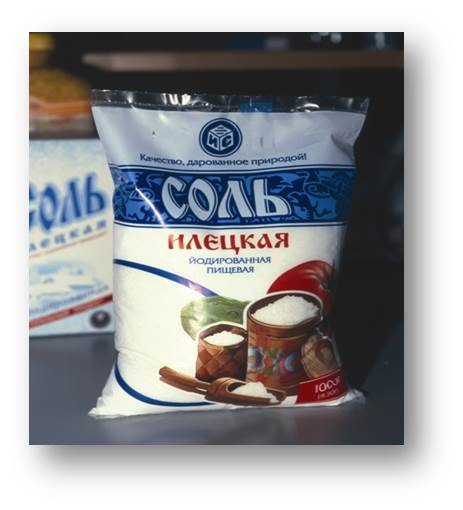 Качество, дарованное природой!
СОЛЬ
ИЛЕЦКАЯ
ЙОДИРОВАННАЯ
ПИЩЕВАЯ
СОЛЬ
ИЛЕЦКАЯ